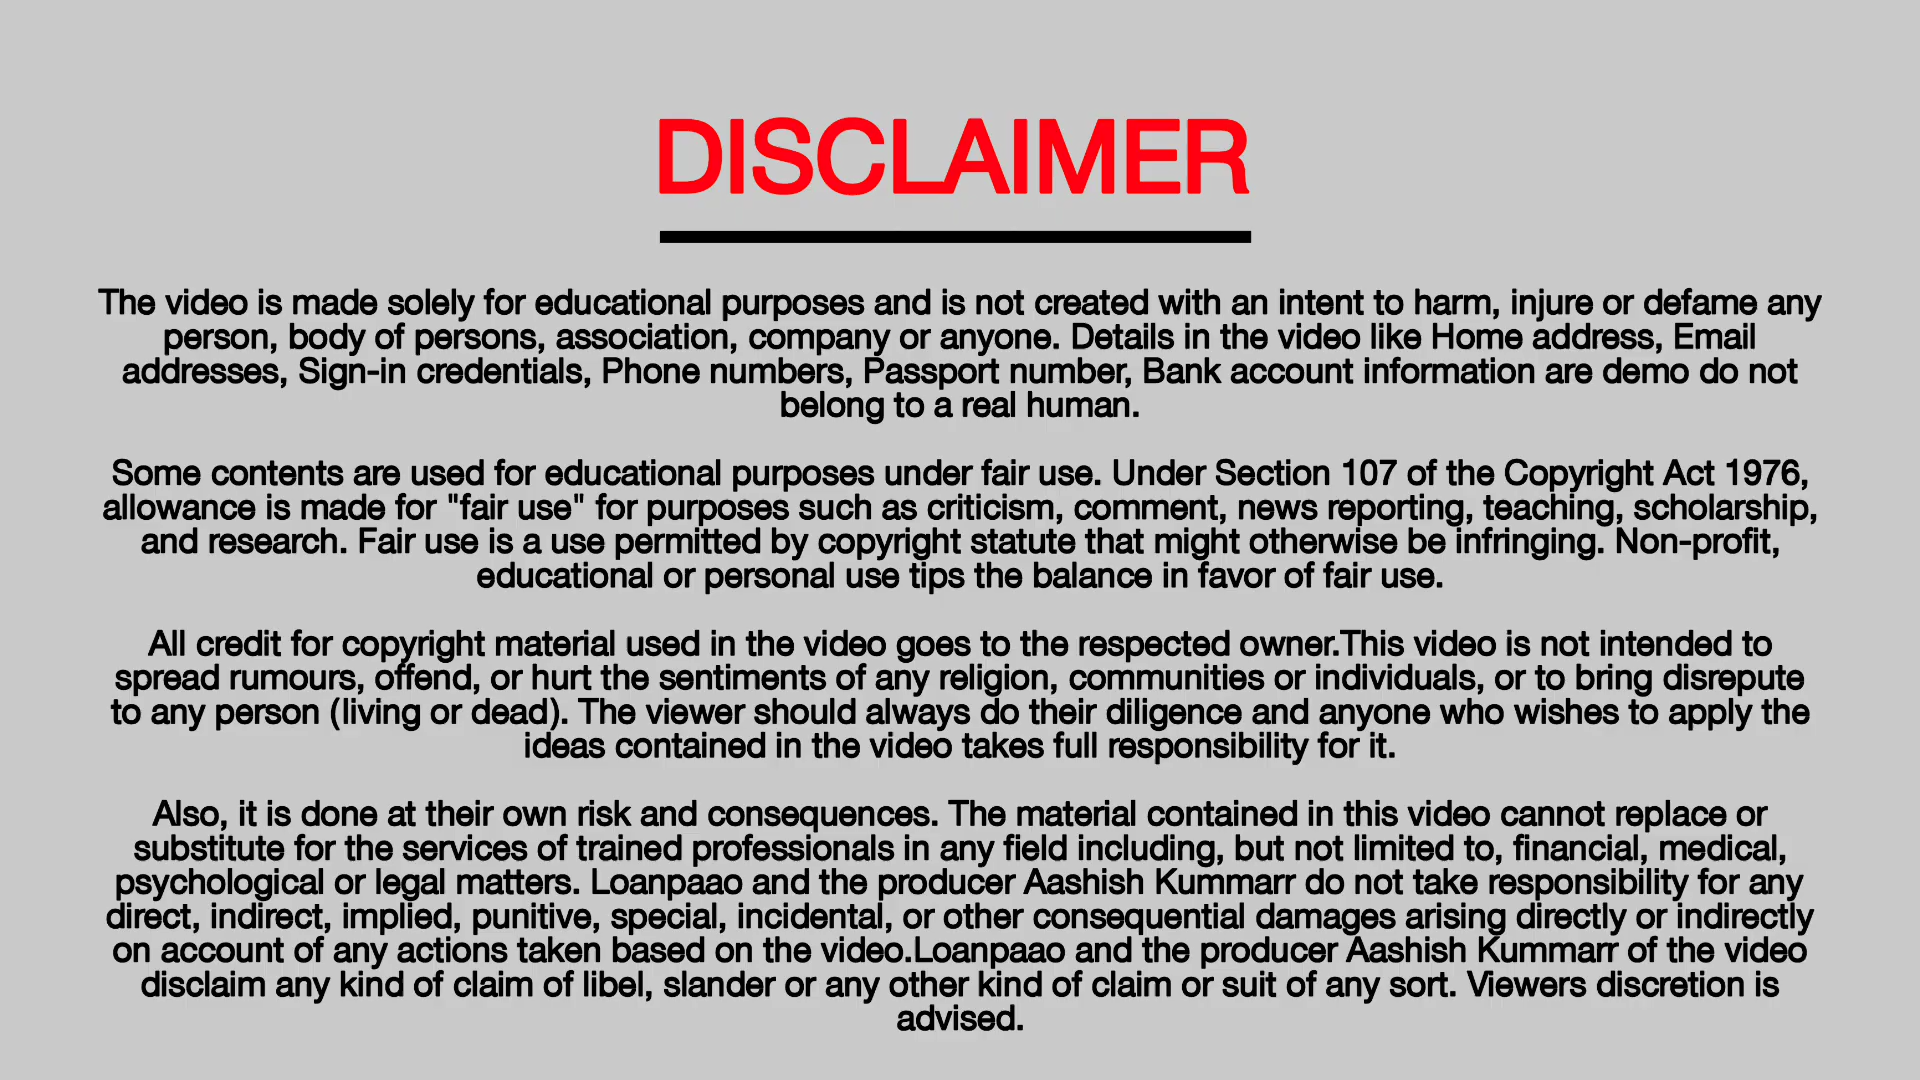 DISCLAIMER
The video is made solely for educational purposes and is not created with an intent to harm, injure or defame any
person, body of persons, association, company or anyone. Details in the video like Home address, Email
addresses, Sign-in credentials, Phone numbers, Passport number, Bank account information are demo do not
belong to a real human.
Some contents are used for educational purposes under fair use. Under Section 107 of the Copyright Act 1976,
allowance is made for "fair use" for purposes such as criticism, comment, news reporting, teaching, scholarship,
and research. Fair use is a use permitted by copyright statute that might otherwise be infringing. Non-profit,
educational or personal use tips the balance in favor of fair use.
All credit for copyright material used in the video goes to the respected owner.This video is not intended to
spread rumours, offend, or hurt the sentiments of any religion, communities or individuals, or to bring disrepute
to any person (living or dead). The viewer should always do their diligence and anyone who wishes to apply the
ideas contained in the video takes full responsibility for it.
Also, it is done at their own risk and consequences. The material contained in this video cannot replace or
substitute for the services of trained professionals in any field including, but not limited to, financial, medical,
psychological or legal matters. Loanpaao and the producer Aashish Kummarr do not take responsibility for any
direct, indirect, implied, punitive, special, incidental, or other consequential damages arising directly or indirectly
on account of any actions taken based on the video.Loanpaao and the producer Aashish Kummarr of the video
disclaim any kind of claim of libel, slander or any other kind of claim or suit of any sort. Viewers discretion is
advised.